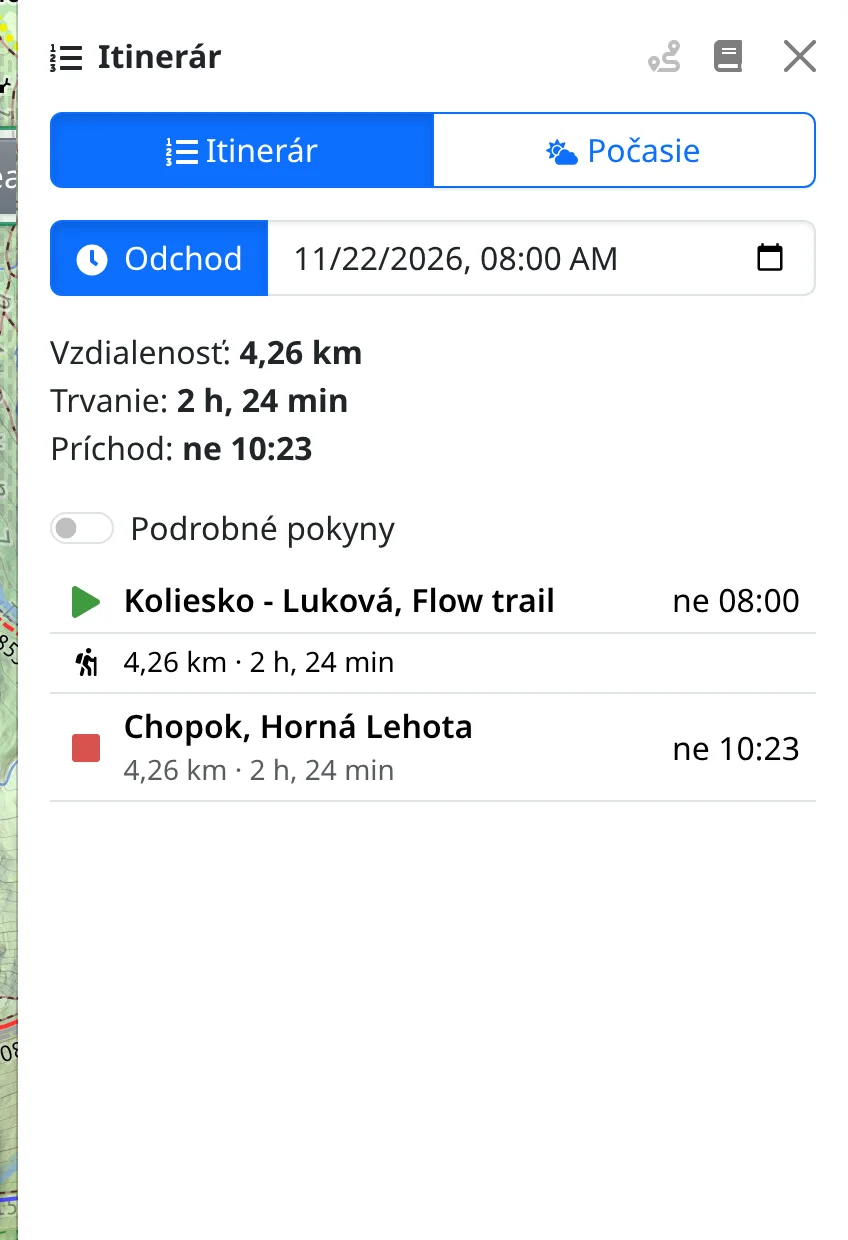 Itinerár
Itinerár
Počasie
Odchod
11/22/2026, 08:00 AM
Vzdialenosť: 4,26 km
Trvanie: 2 h, 24 min
Príchod: ne 10:23
Podrobné pokyny
Koliesko - Luková, Flow trail ne 08:00
4,26 km · 2 h, 24 min
Chopok, Horná Lehota ne 10:23
4,26 km · 2 h, 24 min